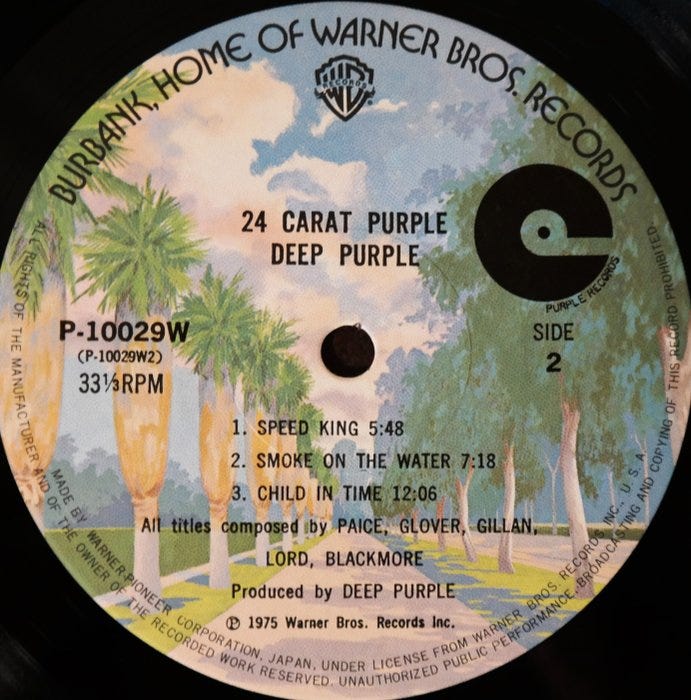 BURBANK, HOME OF WARNER BROS. RECORDS
RECORDS
24 CARAT PURPLE
DEEP PURPLE
PURPLE RECORDS
P-10029W
(P-10029W2)
33⅓RPM
SIDE
2
1. SPEED KING 5:48
2. SMOKE ON THE WATER 7:18
3. CHILD IN TIME 12:06
All titles composed by PAICE, GLOVER, GILLAN,
LORD, BLACKMORE
Produced by DEEP PURPLE
Ⓟ 1975 Warner Bros. Records Inc.
MADE BY WARNER-PIONEER CORPORATION, JAPAN, UNDER LICENSE FROM WARNER BROS. RECORDS INC., U.S.A.
ALL RIGHTS OF THE MANUFACTURER AND OF THE OWNER OF THE RECORDED WORK RESERVED. UNAUTHORIZED PUBLIC PERFORMANCE, BROADCASTING AND COPYING OF THIS RECORD PROHIBITED.